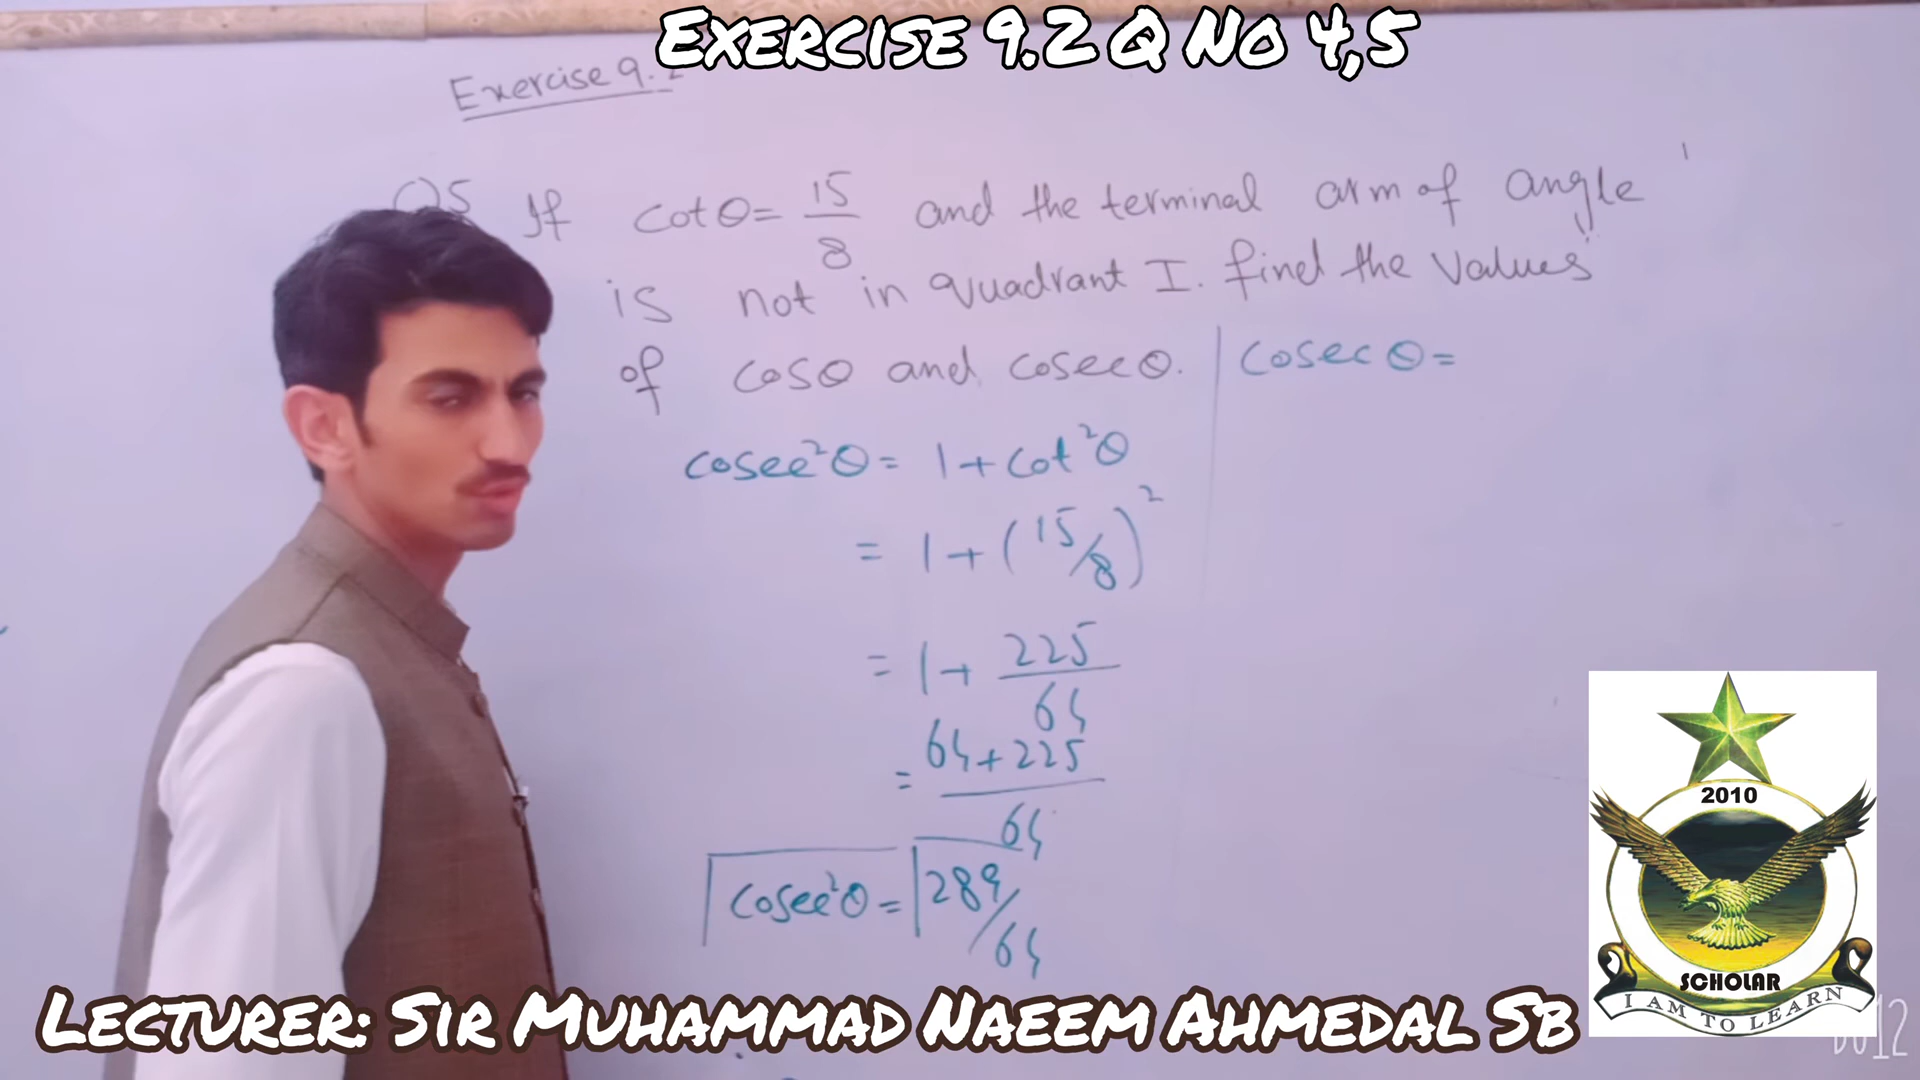 Exercise 9.2 Q No 4,5
Exercise 9.2
Q5 If cotθ = 15/8 and the terminal arm of angle
is not in quadrant I. find the values
of cosθ and cosecθ. | cosec θ =
cosec²θ = 1 + cot²θ
= 1 + (15/8)²
= 1 + 225/64
= 64 + 225/64
√cosec²θ = √289/64
2010
SCHOLAR
I AM TO LEARN
Lecturer: Sir Muhammad Naeem Ahmedal Sb